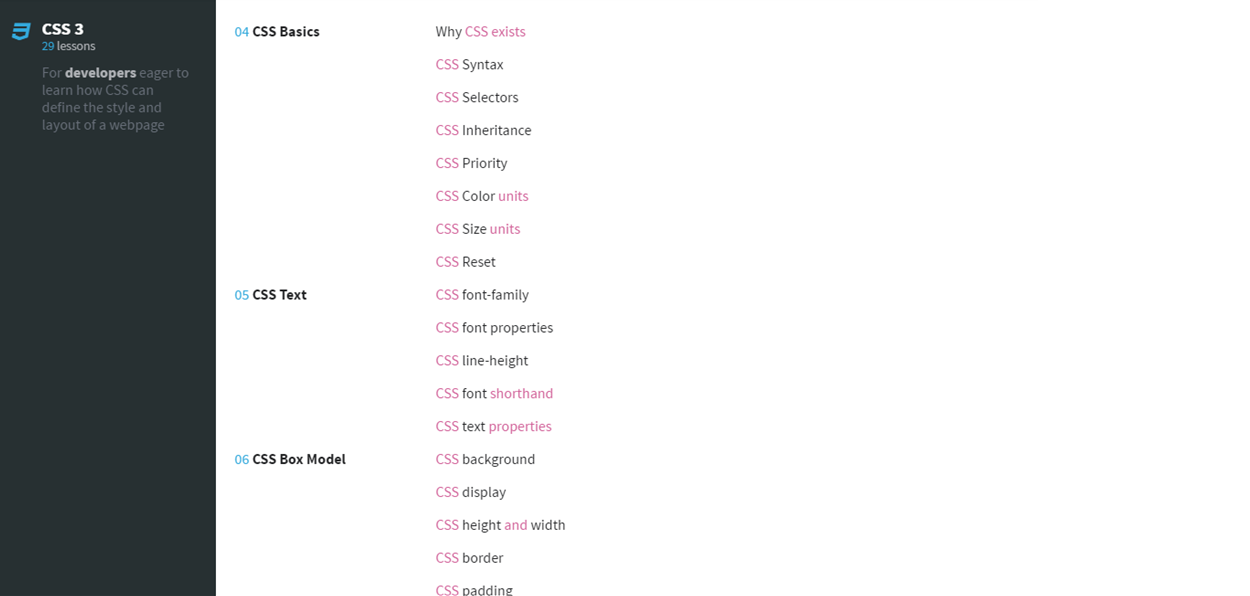 CSS 3
29 lessons
For developers eager to
learn how CSS can
define the style and
layout of a webpage
04 CSS Basics
Why CSS exists
CSS Syntax
CSS Selectors
CSS Inheritance
CSS Priority
CSS Color units
CSS Size units
CSS Reset
05 CSS Text
CSS font-family
CSS font properties
CSS line-height
CSS font shorthand
CSS text properties
06 CSS Box Model
CSS background
CSS display
CSS height and width
CSS border
CSS padding